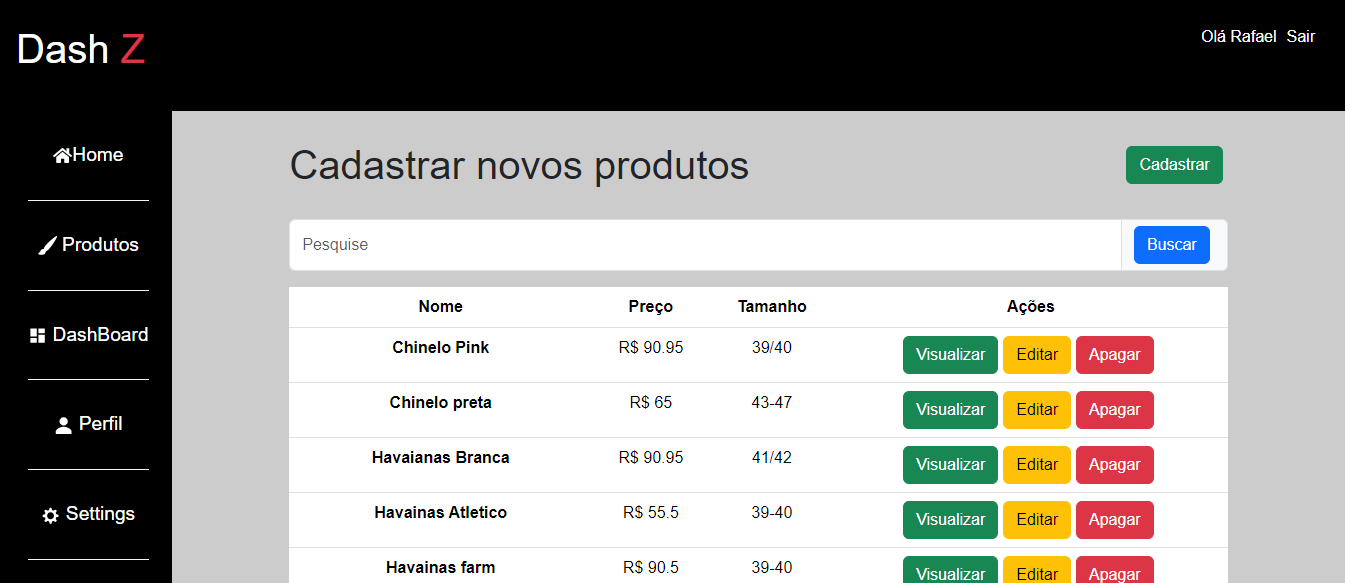 Dash Z
Olá Rafael Sair
Home
Produtos
DashBoard
Perfil
Settings
Cadastrar novos produtos
Cadastrar
Pesquise
Buscar
Nome Preço Tamanho Ações
Chinelo Pink R$ 90.95 39/40 Visualizar Editar Apagar
Chinelo preta R$ 65 43-47 Visualizar Editar Apagar
Havaianas Branca R$ 90.95 41/42 Visualizar Editar Apagar
Havainas Atletico R$ 55.5 39-40 Visualizar Editar Apagar
Havainas farm R$ 90.5 39-40 Visualizar Editar Apagar